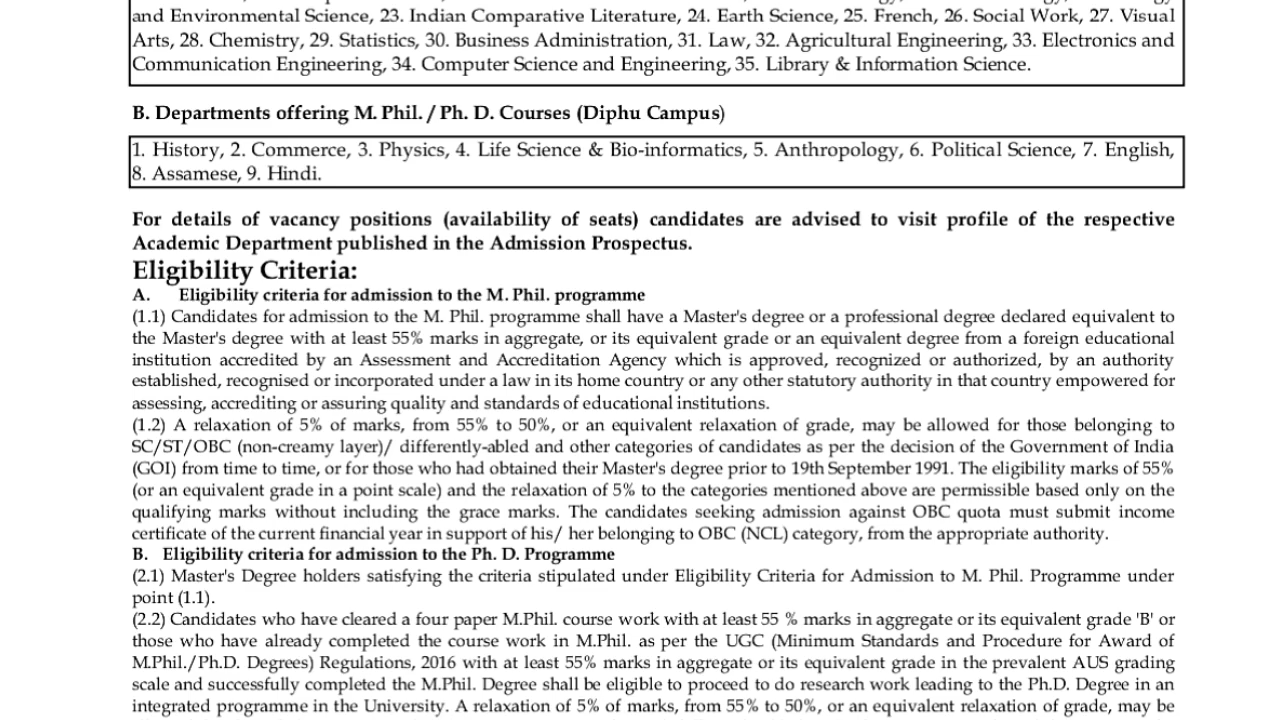 and Environmental Science, 23. Indian Comparative Literature, 24. Earth Science, 25. French, 26. Social Work, 27. Visual
Arts, 28. Chemistry, 29. Statistics, 30. Business Administration, 31. Law, 32. Agricultural Engineering, 33. Electronics and
Communication Engineering, 34. Computer Science and Engineering, 35. Library & Information Science.
B. Departments offering M. Phil. / Ph. D. Courses (Diphu Campus)
1. History, 2. Commerce, 3. Physics, 4. Life Science & Bio-informatics, 5. Anthropology, 6. Political Science, 7. English,
8. Assamese, 9. Hindi.
For details of vacancy positions (availability of seats) candidates are advised to visit profile of the respective
Academic Department published in the Admission Prospectus.
Eligibility Criteria:
A. Eligibility criteria for admission to the M. Phil. programme
(1.1) Candidates for admission to the M. Phil. programme shall have a Master's degree or a professional degree declared equivalent to
the Master's degree with at least 55% marks in aggregate, or its equivalent grade or an equivalent degree from a foreign educational
institution accredited by an Assessment and Accreditation Agency which is approved, recognized or authorized, by an authority
established, recognised or incorporated under a law in its home country or any other statutory authority in that country empowered for
assessing, accrediting or assuring quality and standards of educational institutions.
(1.2) A relaxation of 5% of marks, from 55% to 50%, or an equivalent relaxation of grade, may be allowed for those belonging to
SC/ST/OBC (non-creamy layer)/ differently-abled and other categories of candidates as per the decision of the Government of India
(GOI) from time to time, or for those who had obtained their Master's degree prior to 19th September 1991. The eligibility marks of 55%
(or an equivalent grade in a point scale) and the relaxation of 5% to the categories mentioned above are permissible based only on the
qualifying marks without including the grace marks. The candidates seeking admission against OBC quota must submit income
certificate of the current financial year in support of his/ her belonging to OBC (NCL) category, from the appropriate authority.
B. Eligibility criteria for admission to the Ph. D. Programme
(2.1) Master's Degree holders satisfying the criteria stipulated under Eligibility Criteria for Admission to M. Phil. Programme under
point (1.1).
(2.2) Candidates who have cleared a four paper M.Phil. course work with at least 55 % marks in aggregate or its equivalent grade 'B' or
those who have already completed the course work in M.Phil. as per the UGC (Minimum Standards and Procedure for Award of
M.Phil./Ph.D. Degrees) Regulations, 2016 with at least 55% marks in aggregate or its equivalent grade in the prevalent AUS grading
scale and successfully completed the M.Phil. Degree shall be eligible to proceed to do research work leading to the Ph.D. Degree in an
integrated programme in the University. A relaxation of 5% of marks, from 55% to 50%, or an equivalent relaxation of grade, may be